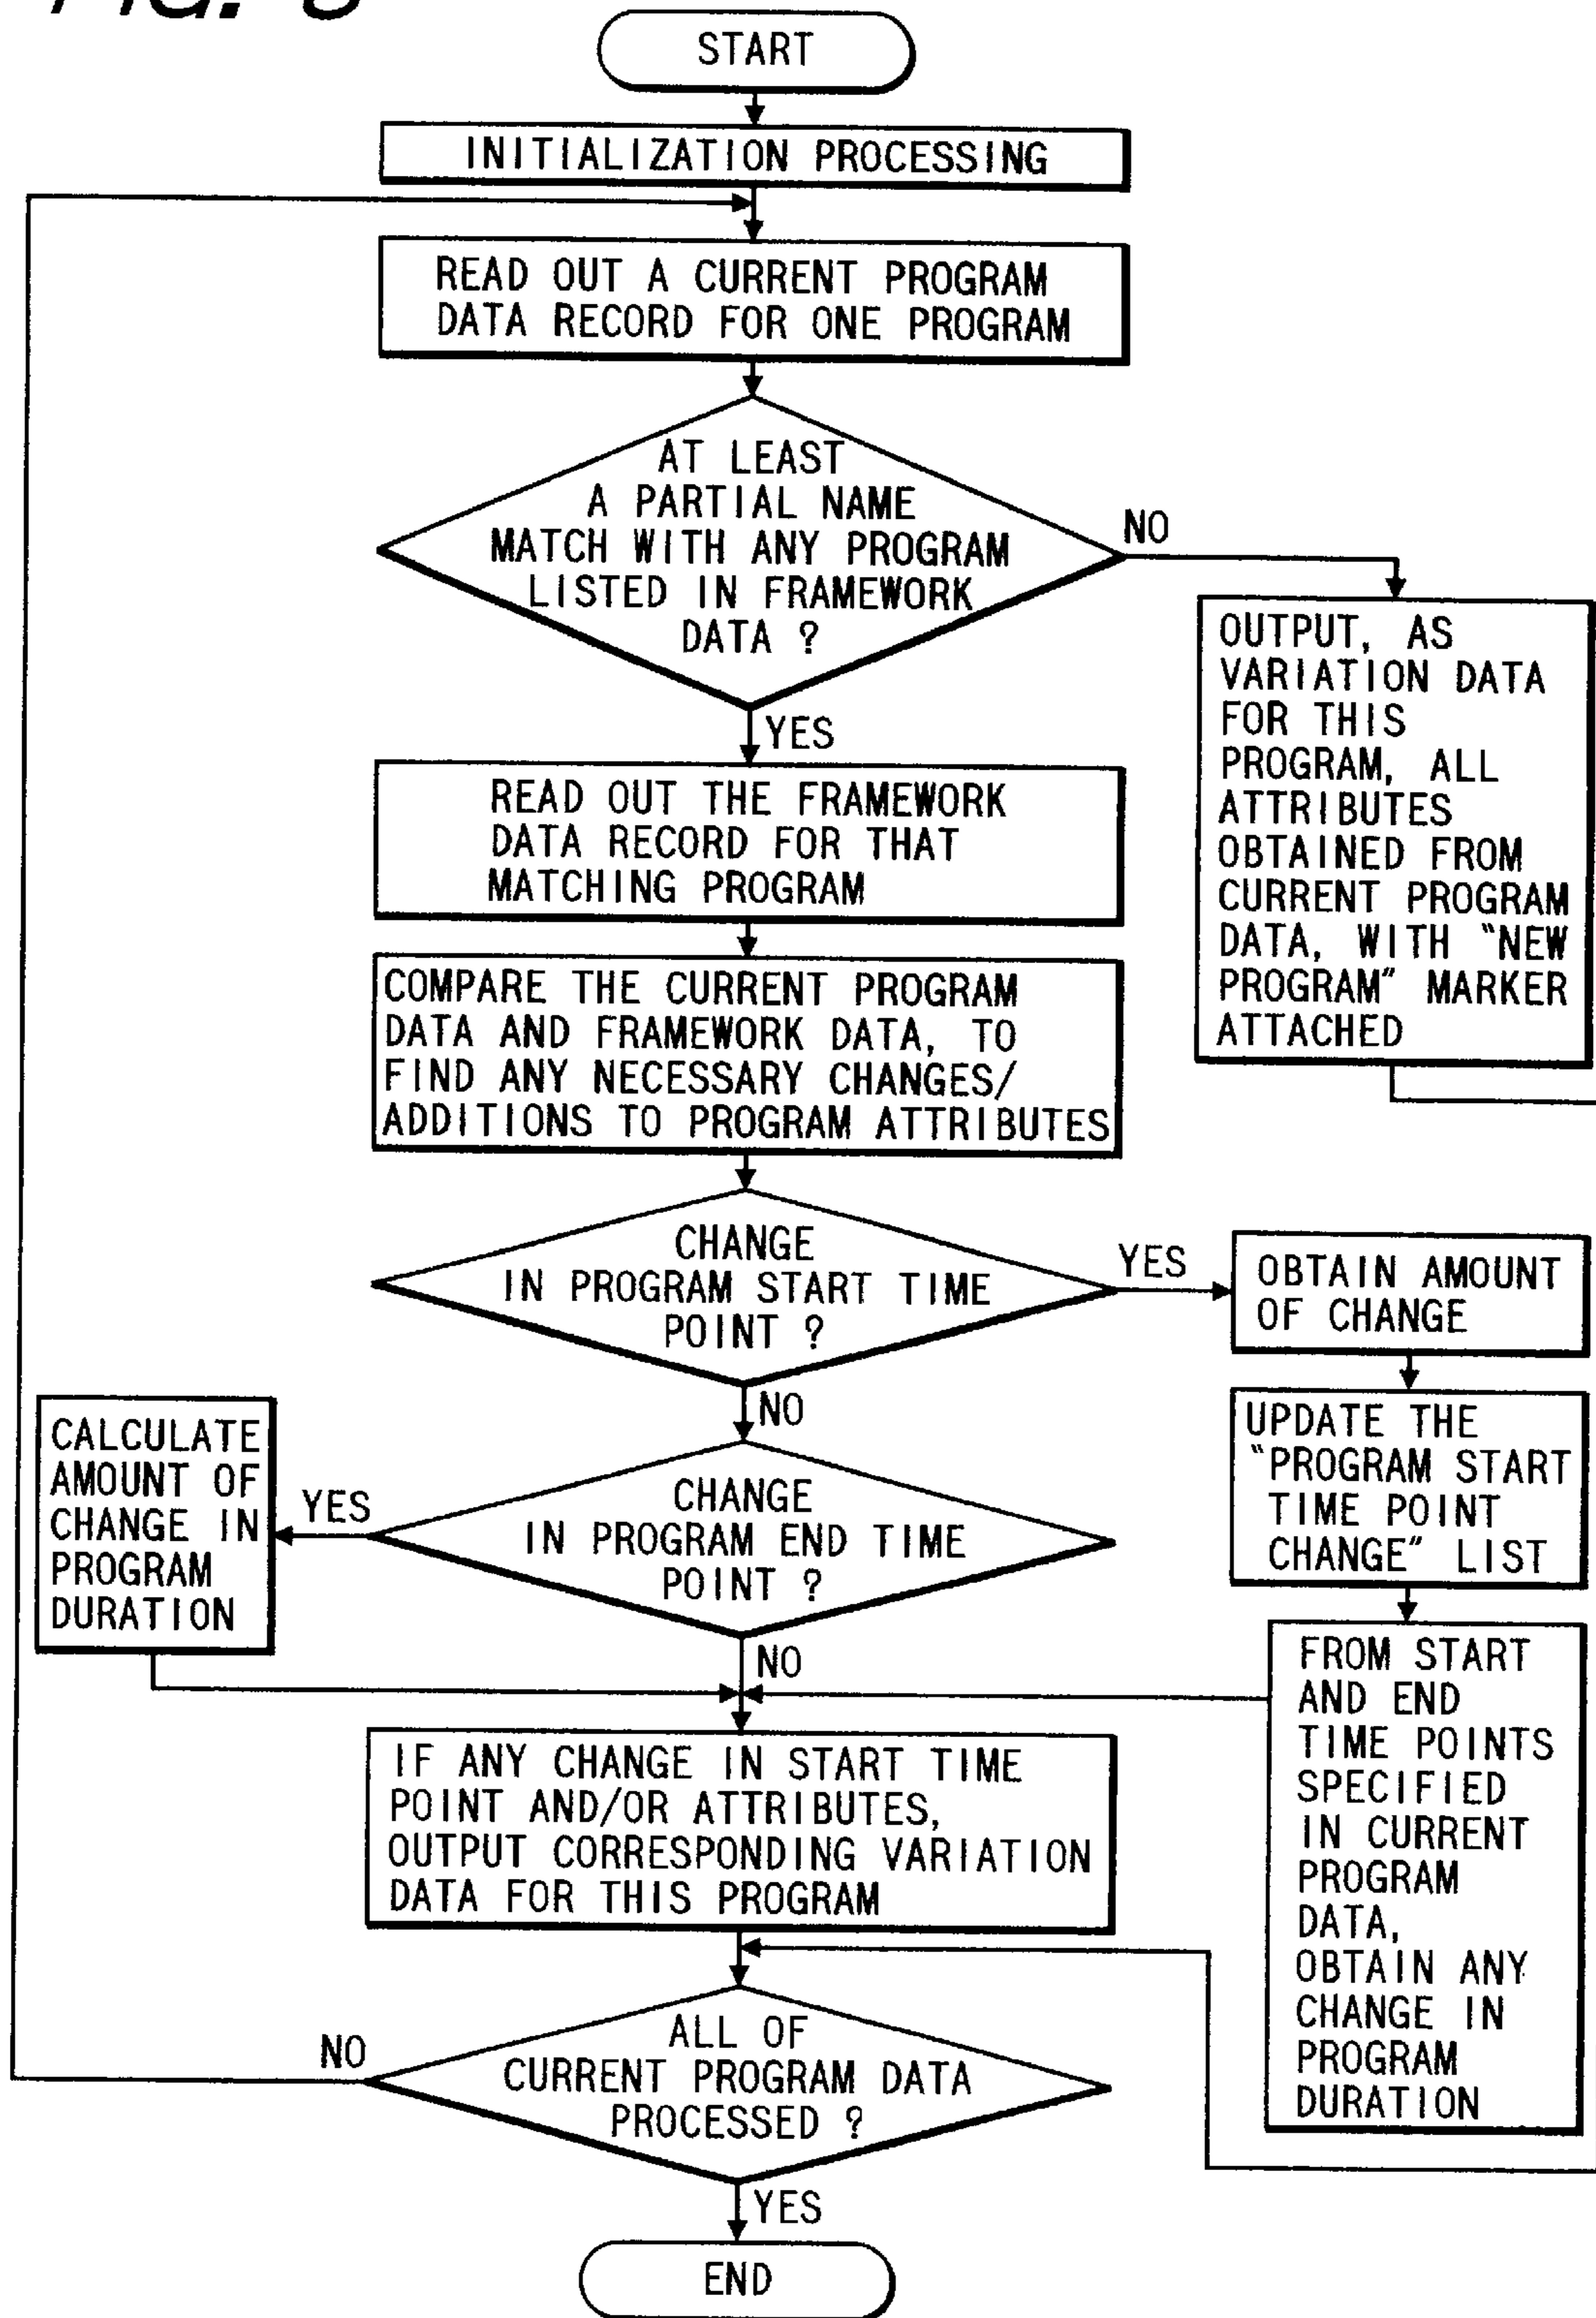 START
INITIALIZATION PROCESSING
READ OUT A CURRENT PROGRAM
DATA RECORD FOR ONE PROGRAM
AT LEAST
A PARTIAL NAME
MATCH WITH ANY PROGRAM
LISTED IN FRAMEWORK
DATA ?
NO
OUTPUT, AS
VARIATION DATA
FOR THIS
PROGRAM, ALL
ATTRIBUTES
OBTAINED FROM
CURRENT PROGRAM
DATA, WITH "NEW
PROGRAM" MARKER
ATTACHED
YES
READ OUT THE FRAMEWORK
DATA RECORD FOR THAT
MATCHING PROGRAM
COMPARE THE CURRENT PROGRAM
DATA AND FRAMEWORK DATA, TO
FIND ANY NECESSARY CHANGES/
ADDITIONS TO PROGRAM ATTRIBUTES
CHANGE
IN PROGRAM START TIME
POINT ?
YES
OBTAIN AMOUNT
OF CHANGE
UPDATE THE
"PROGRAM START
TIME POINT
CHANGE" LIST
FROM START
AND END
TIME POINTS
SPECIFIED
IN CURRENT
PROGRAM
DATA,
OBTAIN ANY
CHANGE IN
PROGRAM
DURATION
NO
CHANGE
IN PROGRAM END TIME
POINT ?
YES
CALCULATE
AMOUNT OF
CHANGE IN
PROGRAM
DURATION
NO
IF ANY CHANGE IN START TIME
POINT AND/OR ATTRIBUTES,
OUTPUT CORRESPONDING VARIATION
DATA FOR THIS PROGRAM
ALL OF
CURRENT PROGRAM DATA
PROCESSED ?
NO
YES
END